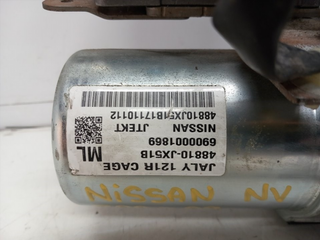 JALY 121R CAGE
48810-JX51B
6900001869
JTEKT
NISSAN
48810JX51B17110112
ML
NiSSAN NV